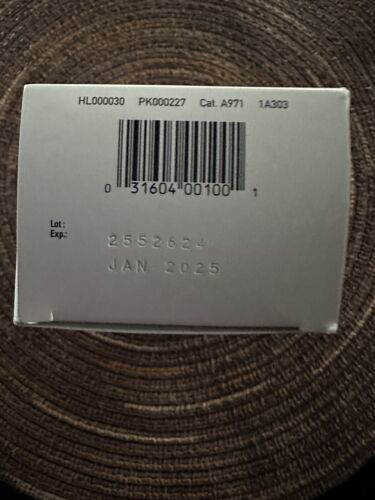 HL000030 PK000227 Cat. A971 1A303
0 31604 00100 1
Lot:
Exp.:
2552624
JAN 2025